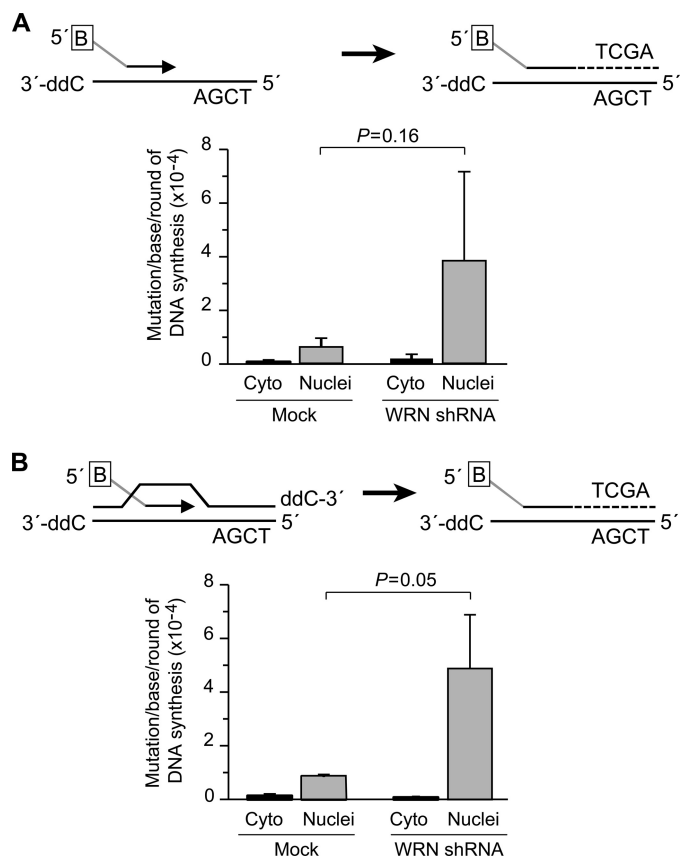 A
5´ B
3´-ddC
AGCT
5´
5´ B
TCGA
3´-ddC
AGCT
5´
P=0.16
Mutation/base/round of
DNA synthesis (x10-4)
8
6
4
2
0
Cyto Nuclei Cyto Nuclei
Mock WRN shRNA
B
5´ B
ddC-3´
3´-ddC
AGCT
5´
5´ B
TCGA
3´-ddC
AGCT
5´
P=0.05
Mutation/base/round of
DNA synthesis (x10-4)
8
6
4
2
0
Cyto Nuclei Cyto Nuclei
Mock WRN shRNA